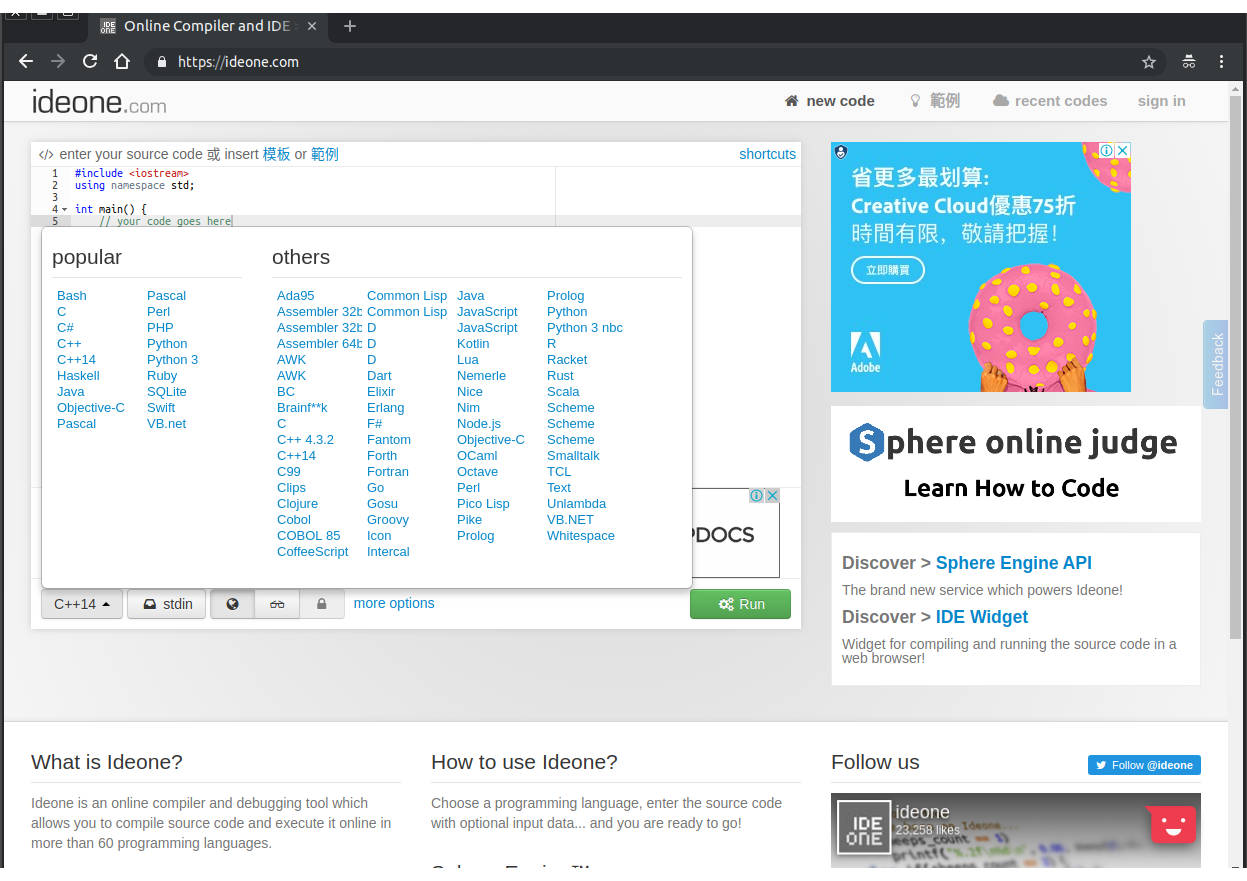 Online Compiler and IDE
https://ideone.com
ideone.com
new code 範例 recent codes sign in
</> enter your source code 或 insert 模板 or 範例 shortcuts
1 #include <iostream>
2 using namespace std;
3
4 int main() {
5 // your code goes here
popular
Bash Pascal
C Perl
C# PHP
C++ Python
C++14 Python 3
Haskell Ruby
Java SQLite
Objective-C Swift
Pascal VB.net
others
Ada95 Common Lisp Java Prolog
Assembler 32b Common Lisp JavaScript Python
Assembler 32b D JavaScript Python 3 nbc
Assembler 64b D Kotlin R
AWK D Lua Racket
AWK Dart Nemerle Rust
BC Elixir Nice Scala
Brainf**k Erlang Nim Scheme
C F# Node.js Scheme
C++ 4.3.2 Fantom Objective-C Scheme
C++14 Forth OCaml Smalltalk
C99 Fortran Octave TCL
Clips Go Perl Text
Clojure Gosu Pico Lisp Unlambda
Cobol Groovy Pike VB.NET
COBOL 85 Icon Prolog Whitespace
CoffeeScript Intercal
PDOCS
C++14 stdin more options Run
省更多最划算:
Creative Cloud優惠75折
時間有限，敬請把握！
立即購買
Adobe
Feedback
Sphere online judge
Learn How to Code
Discover > Sphere Engine API
The brand new service which powers Ideone!
Discover > IDE Widget
Widget for compiling and running the source code in a
web browser!
What is Ideone?
Ideone is an online compiler and debugging tool which
allows you to compile source code and execute it online in
more than 60 programming languages.
How to use Ideone?
Choose a programming language, enter the source code
with optional input data... and you are ready to go!
Follow us
Follow @ideone
IDE
ONE
ideone
23,258 likes